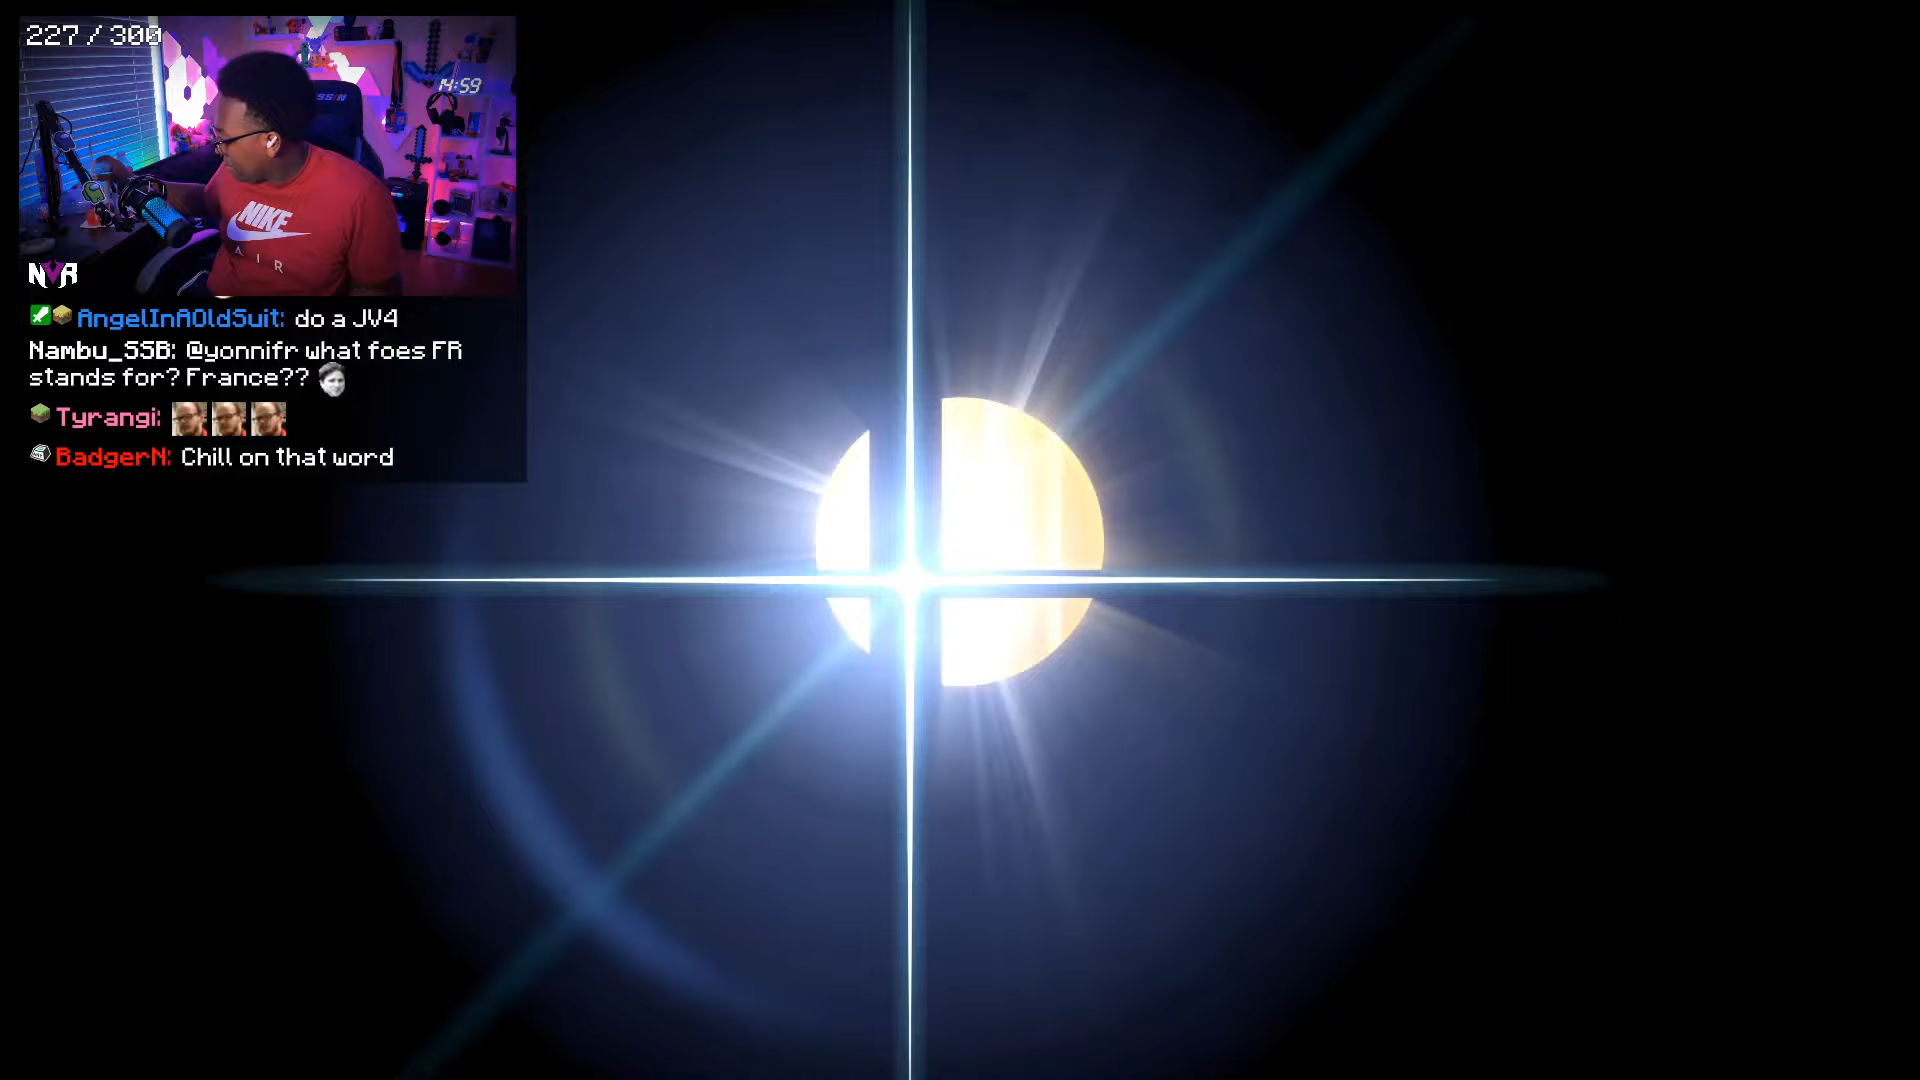 227 / 300
14:59
NIKE
AIR
NVR
AngelInAOldSuit: do a JV4
Nambu_SSB: @yonnifr what foes FR
stands for? France??
Tyrangi:
BadgerN: Chill on that word